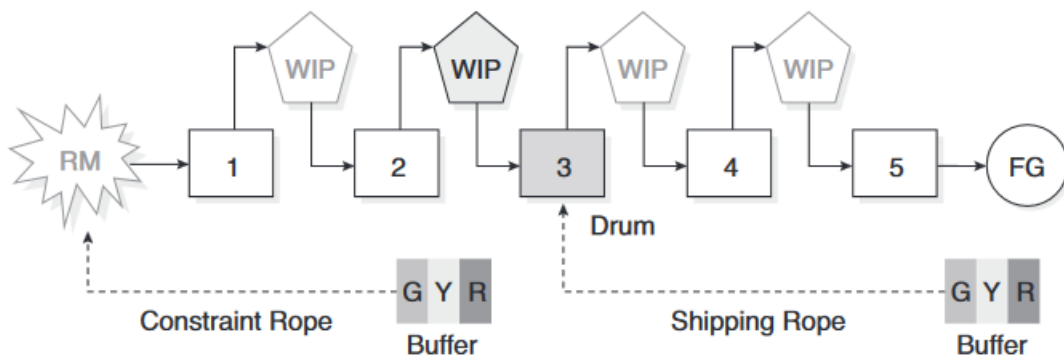 WIP WIP WIP WIP
RM 1 2 3 4 5 FG
Drum
G Y R G Y R
Constraint Rope Shipping Rope
Buffer Buffer